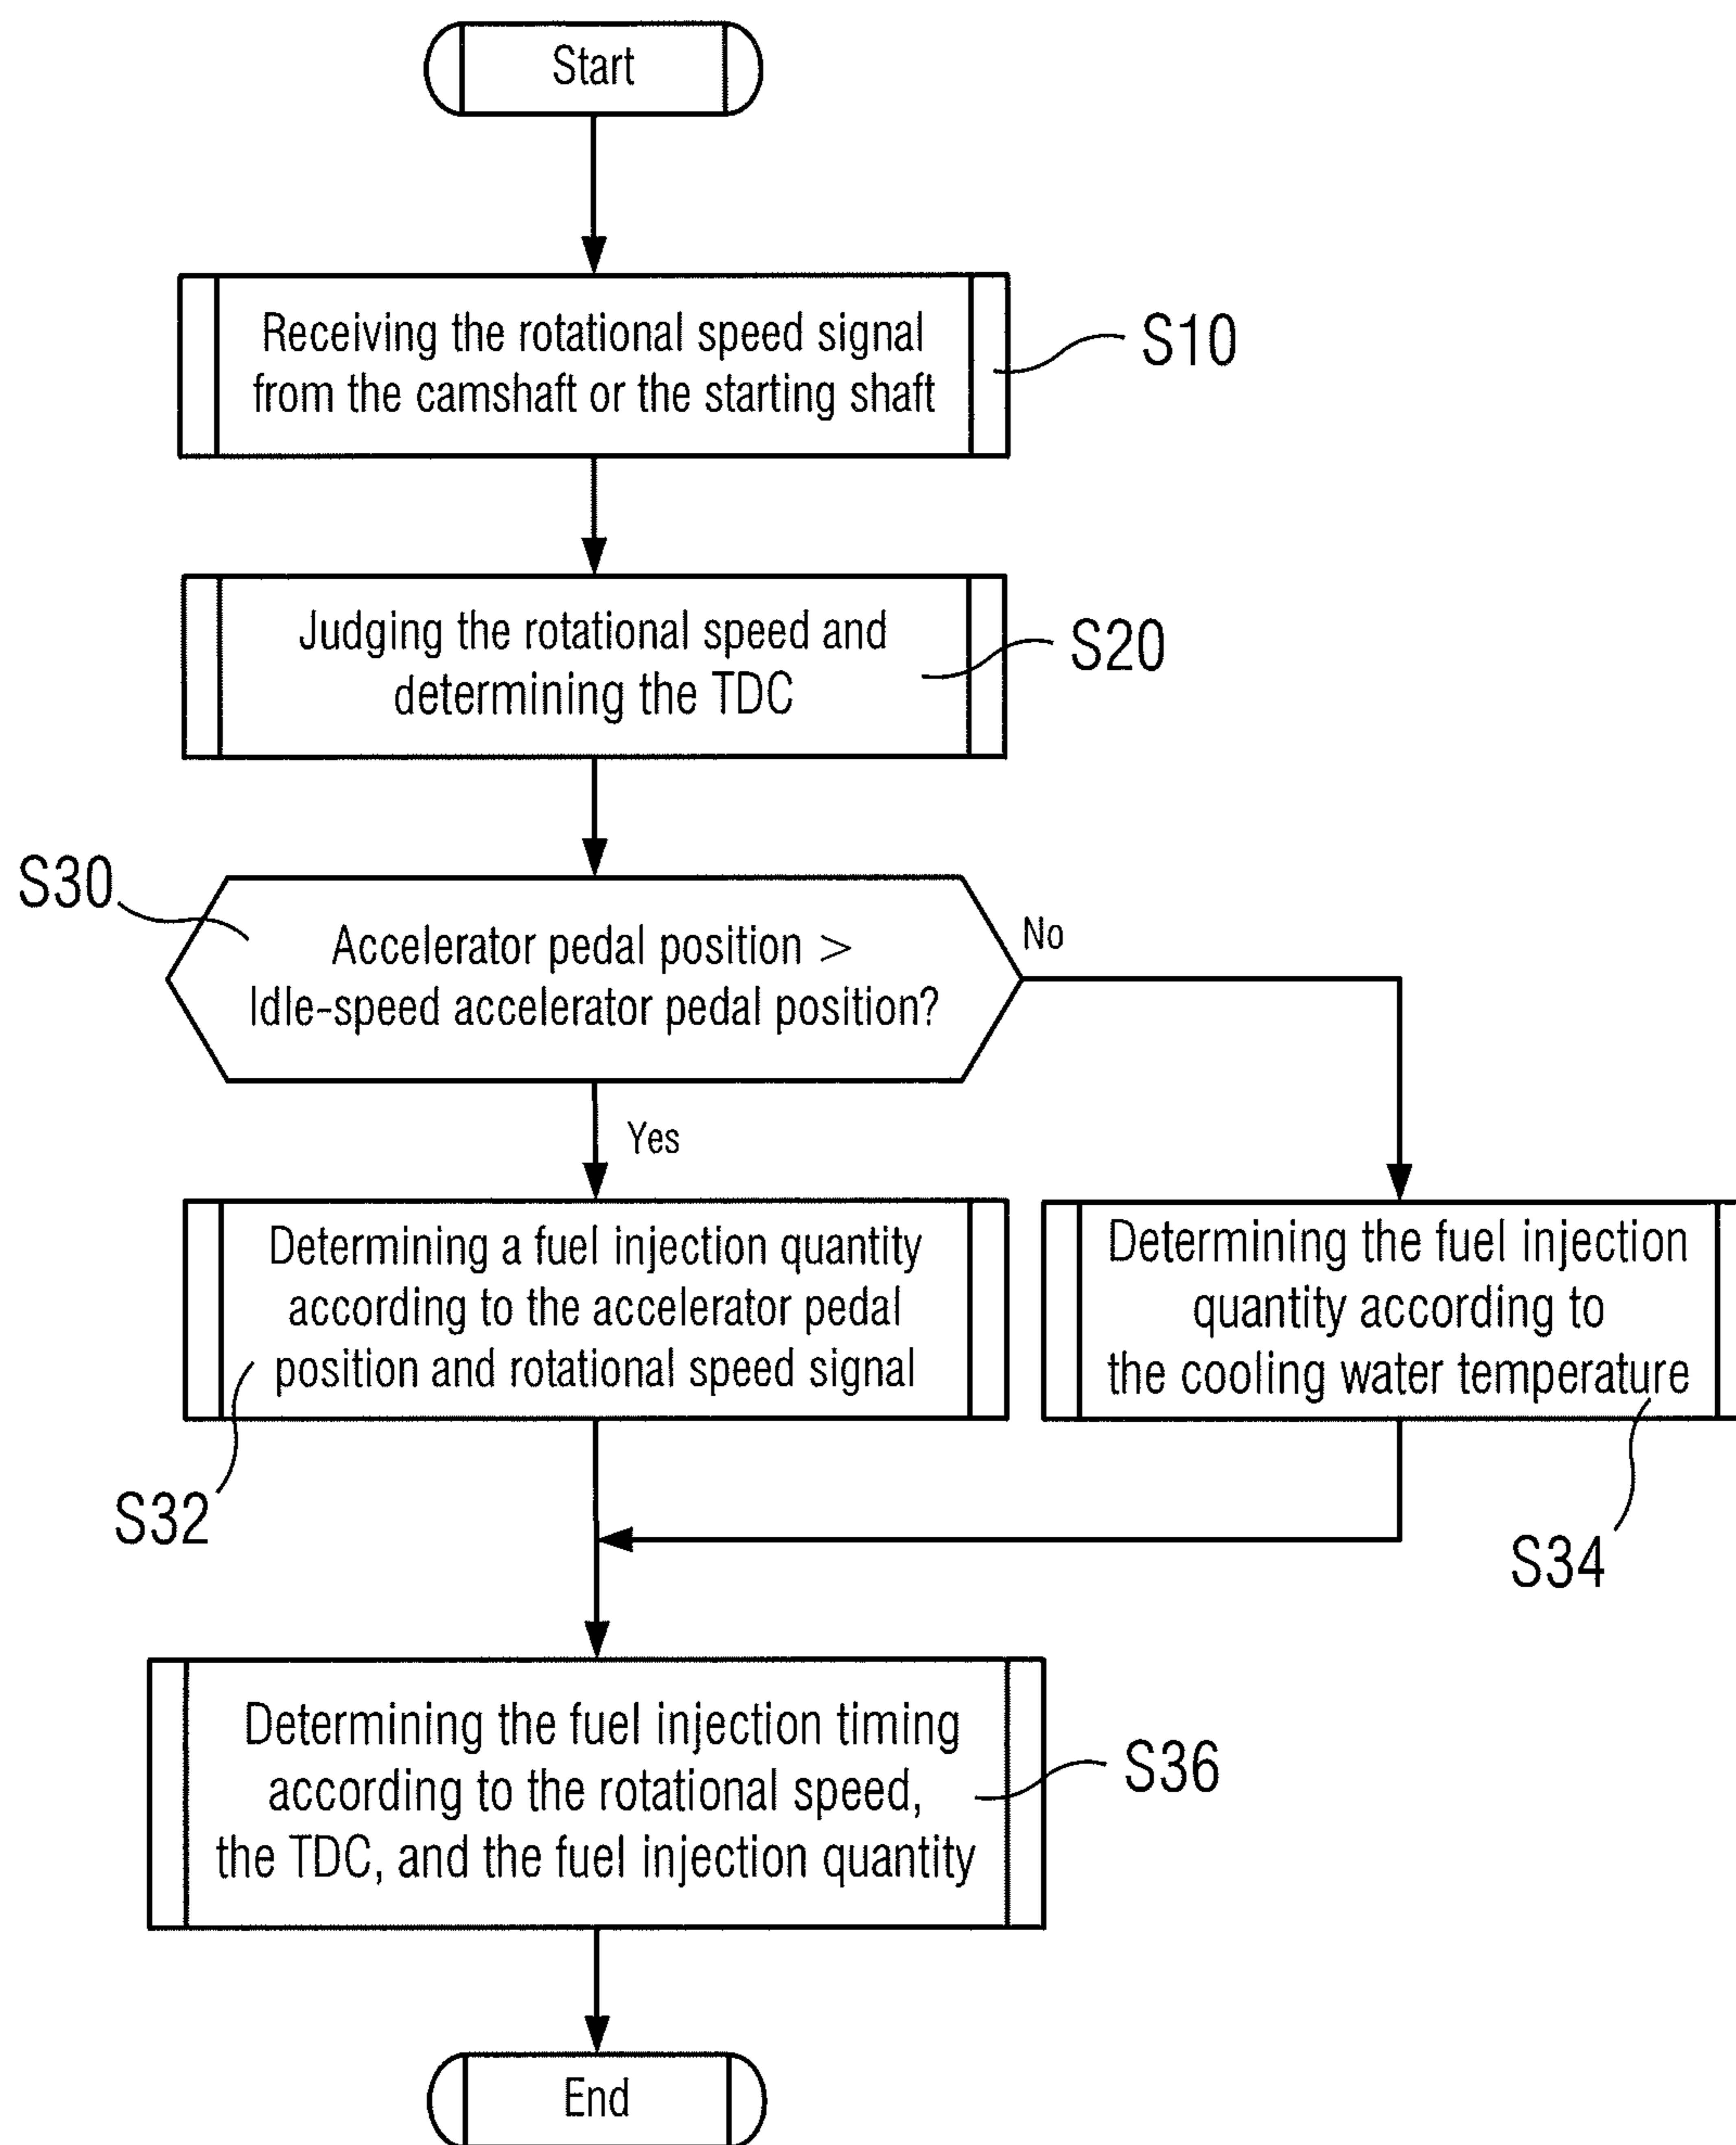 Start
Receiving the rotational speed signal
from the camshaft or the starting shaft
S10
Judging the rotational speed and
determining the TDC
S20
S30
Accelerator pedal position >
Idle-speed accelerator pedal position?
No
Yes
Determining a fuel injection quantity
according to the accelerator pedal
position and rotational speed signal
S32
Determining the fuel injection
quantity according to
the cooling water temperature
S34
Determining the fuel injection timing
according to the rotational speed,
the TDC, and the fuel injection quantity
S36
End